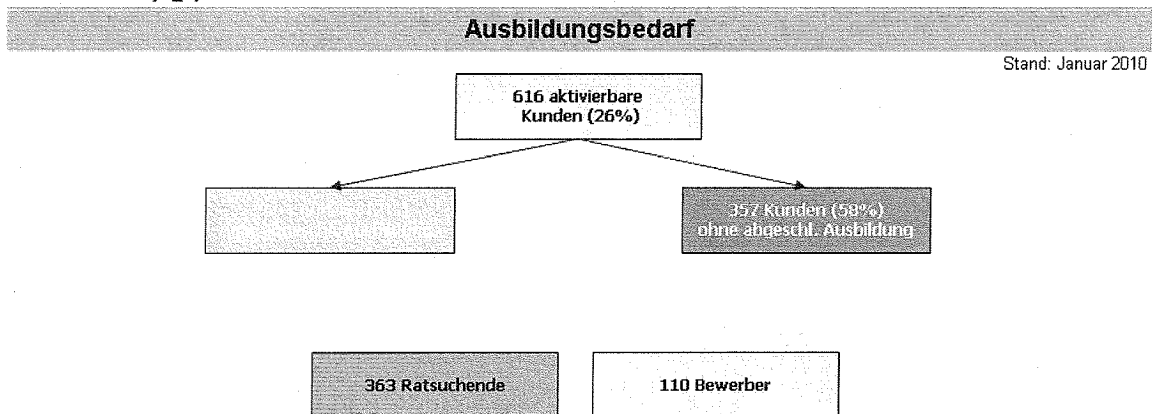 Ausbildungsbedarf
Stand: Januar 2010
616 aktivierbare
Kunden (26%)
357 Kunden (58%)
ohne abgeschl. Ausbildung
363 Ratsuchende
110 Bewerber